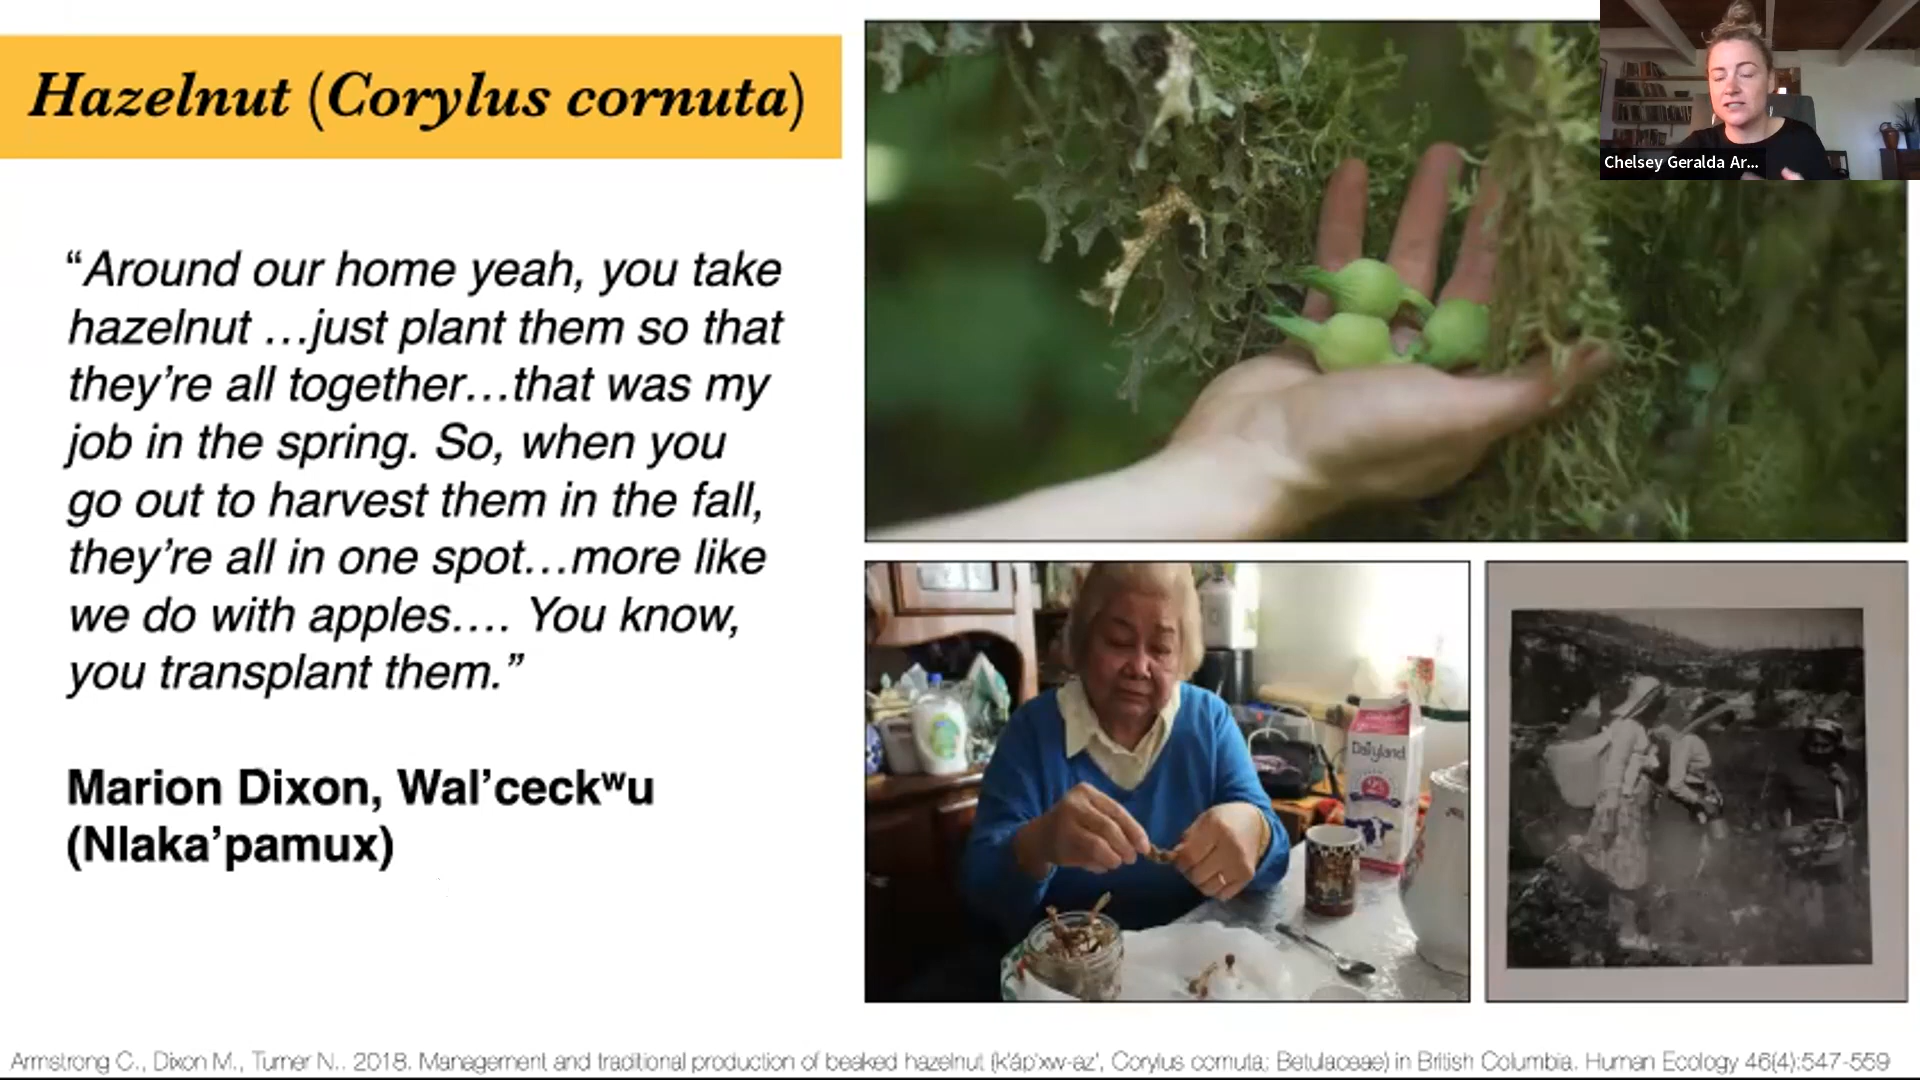 Hazelnut (Corylus cornuta)
Chelsey Geralda Ar...
“Around our home yeah, you take
hazelnut …just plant them so that
they’re all together…that was my
job in the spring. So, when you
go out to harvest them in the fall,
they’re all in one spot…more like
we do with apples…. You know,
you transplant them.”
Marion Dixon, Wal’ceckʷu
(Nlaka’pamux)
Dairyland
2%
Armstrong C., Dixon M., Turner N.. 2018. Management and traditional production of beaked hazelnut (k’áp’xw-az’, Corylus cornuta; Betulaceae) in British Columbia. Human Ecology 46(4):547-559